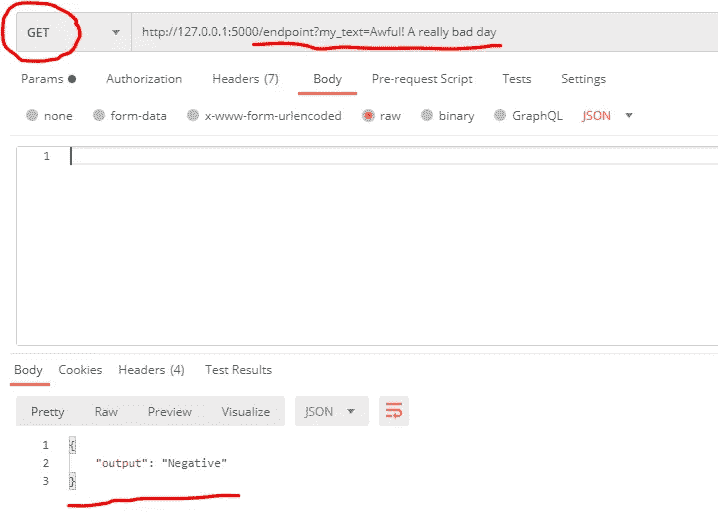 GET http://127.0.0.1:5000/endpoint?my_text=Awful! A really bad day
Params Authorization Headers (7) Body Pre-request Script Tests Settings
none form-data x-www-form-urlencoded raw binary GraphQL JSON
1
Body Cookies Headers (4) Test Results
Pretty Raw Preview Visualize JSON
1 {
2 "output": "Negative"
3 }